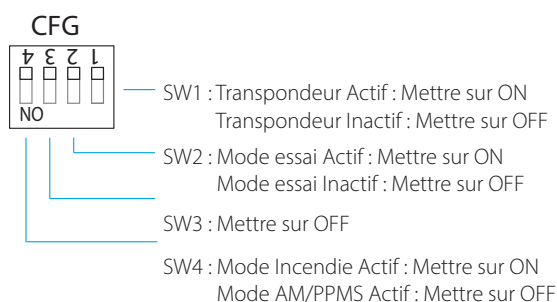 CFG
4 3 2 1
NO
SW1 : Transpondeur Actif : Mettre sur ON
Transpondeur Inactif : Mettre sur OFF
SW2 : Mode essai Actif : Mettre sur ON
Mode essai Inactif : Mettre sur OFF
SW3 : Mettre sur OFF
SW4 : Mode Incendie Actif : Mettre sur ON
Mode AM/PPMS Actif : Mettre sur OFF